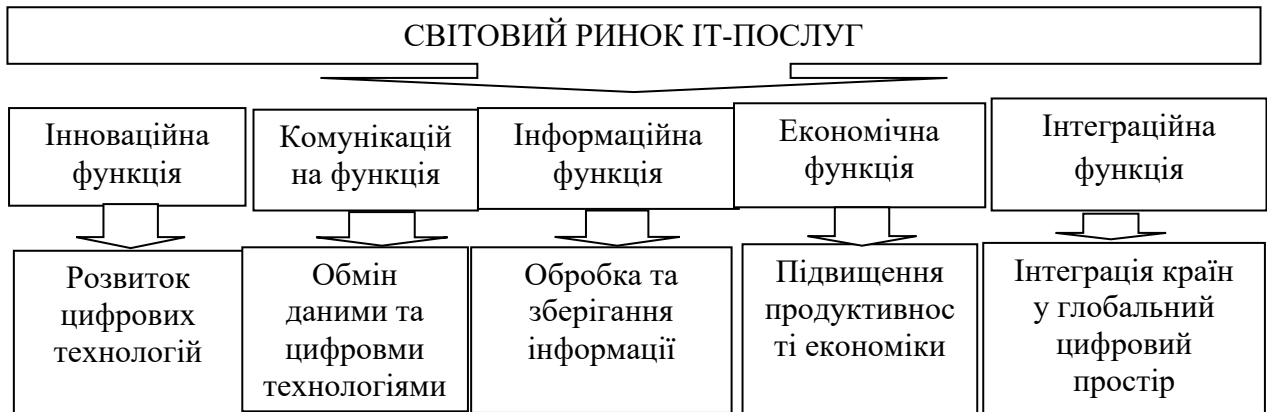 СВІТОВИЙ РИНОК ІТ-ПОСЛУГ
Інноваційна
функція
Комунікацій
на функція
Інформаційна
функція
Економічна
функція
Інтеграційна
функція
Розвиток
цифрових
технологій
Обмін
даними та
цифровми
технологіями
Обробка та
зберігання
інформації
Підвищення
продуктивнос
ті економіки
Інтеграція країн
у глобальний
цифровий
простір